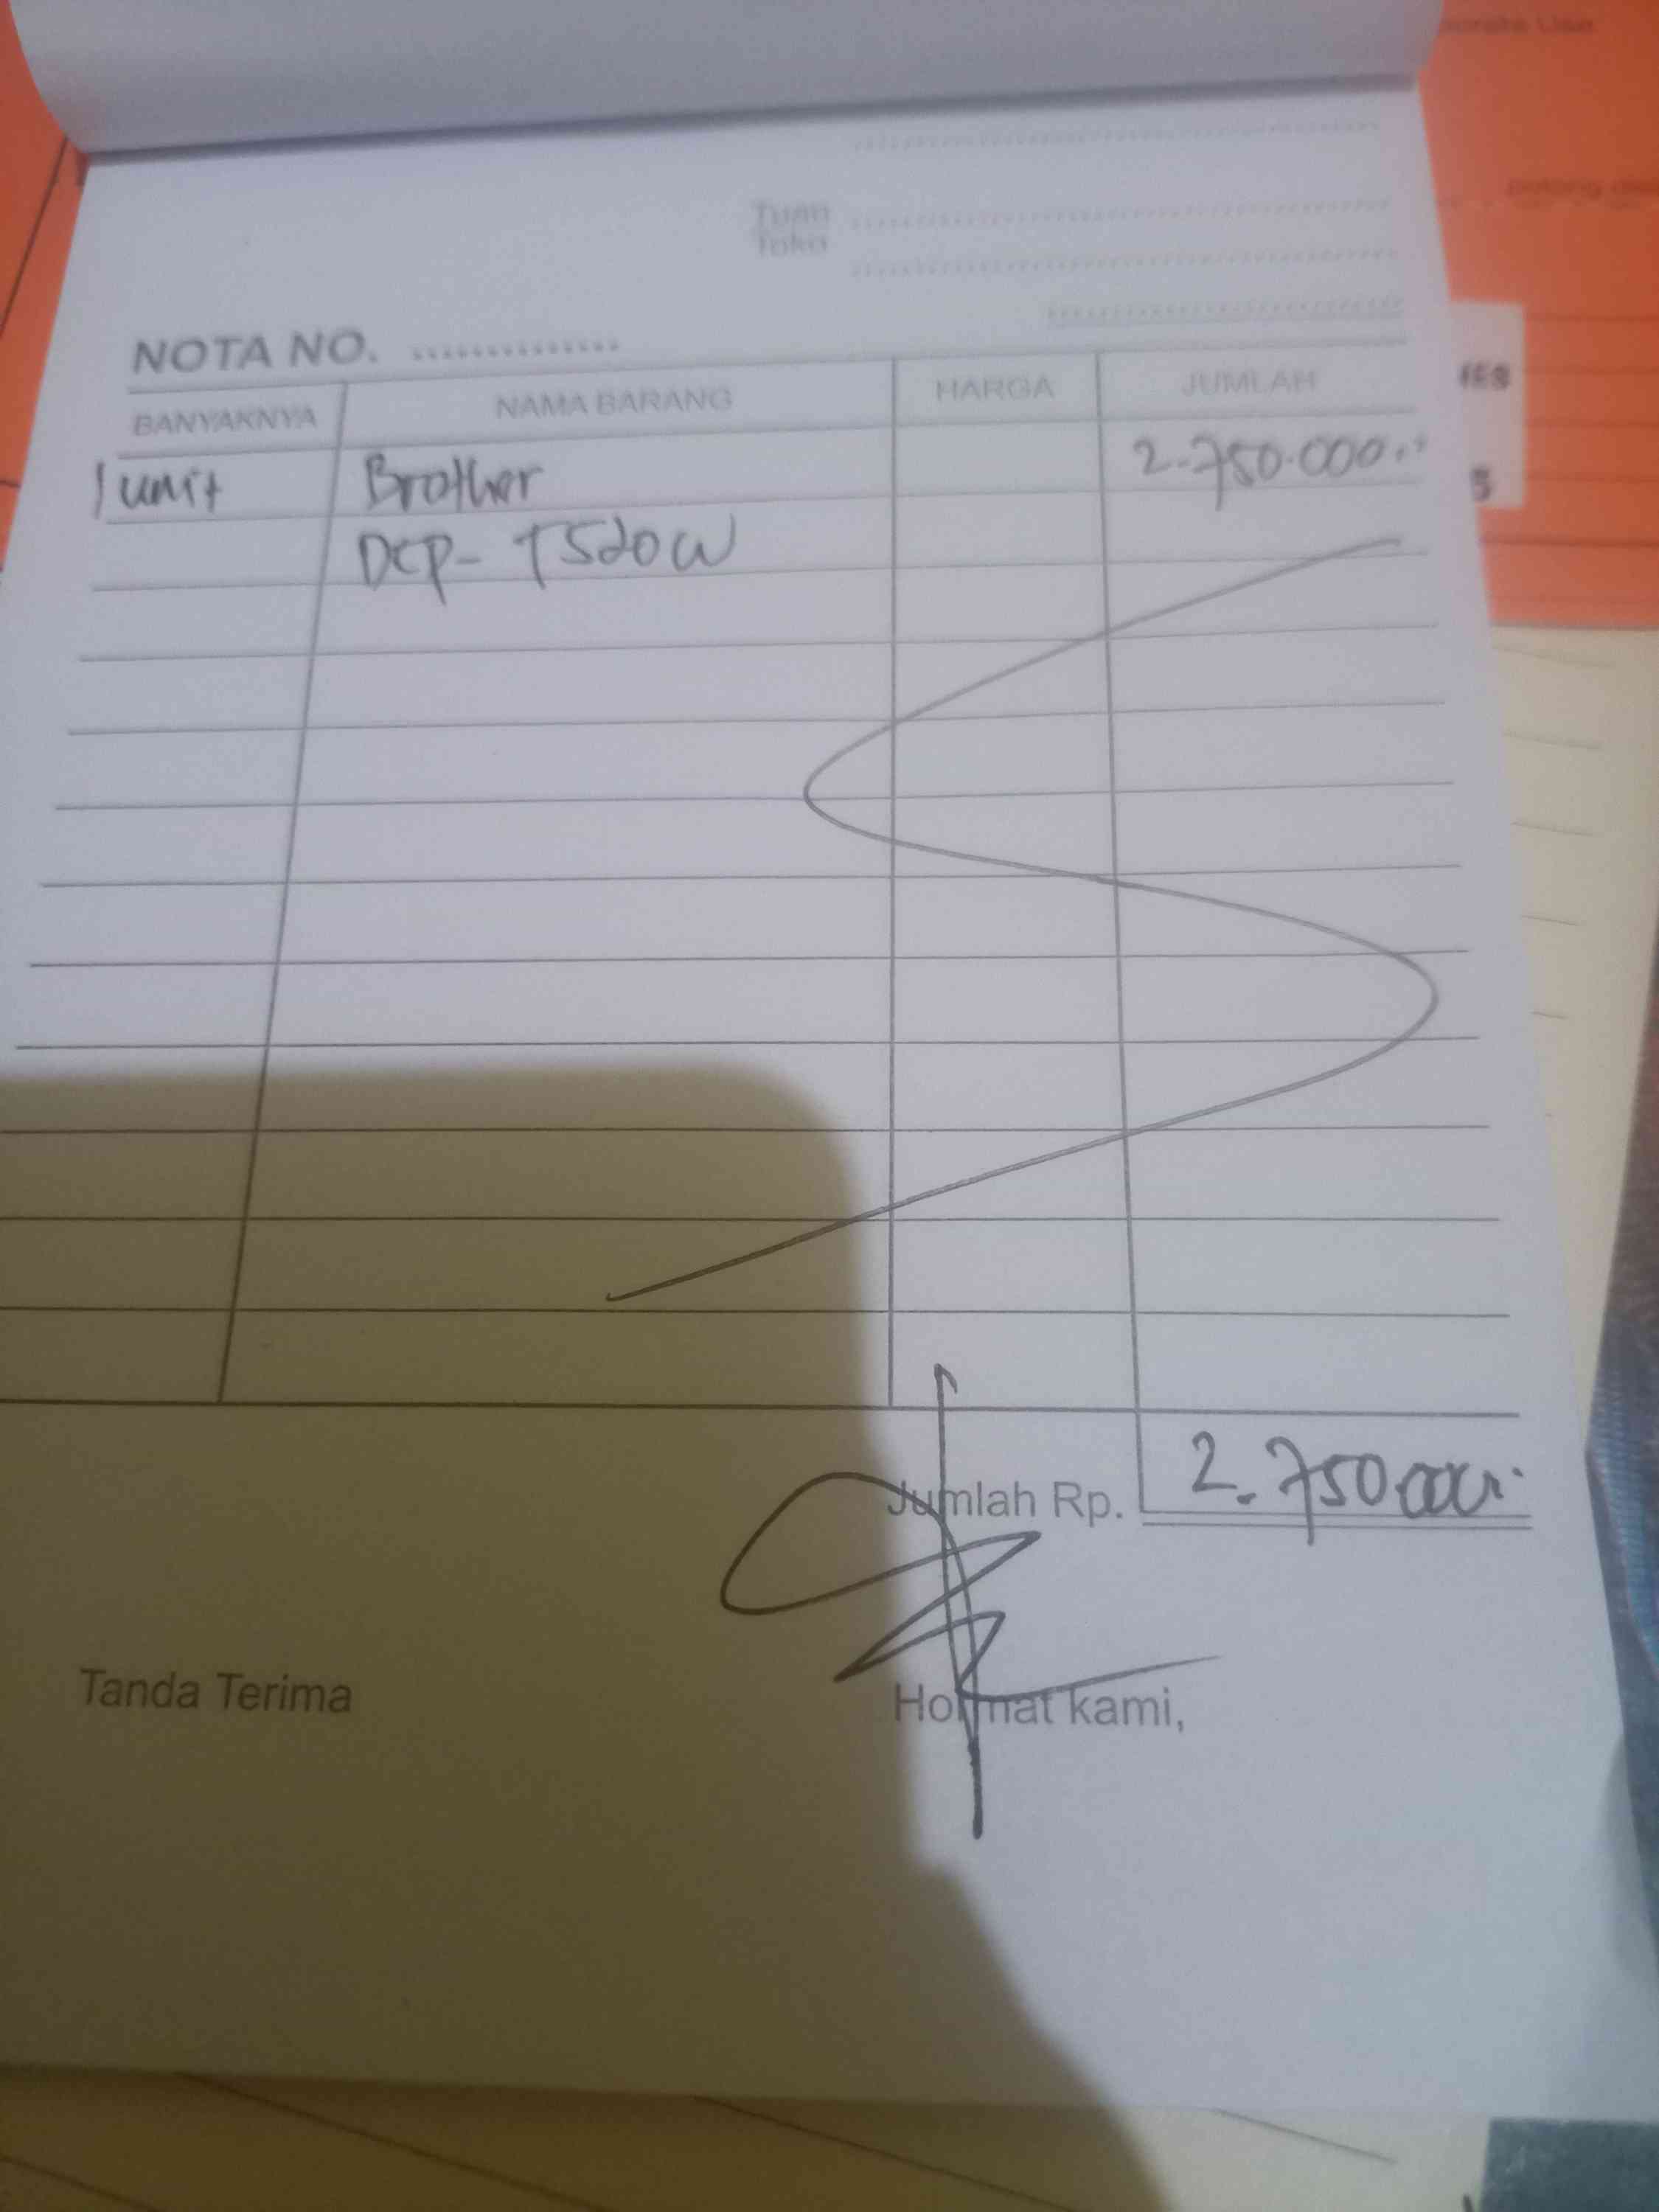 Tuan
Toko
NOTA NO. ...............
BANYAKNYA NAMA BARANG HARGA JUMLAH
1 unit Brother 2.750.000
DCP-T520W
Jumlah Rp. 2.750.000
Tanda Terima Hormat kami,